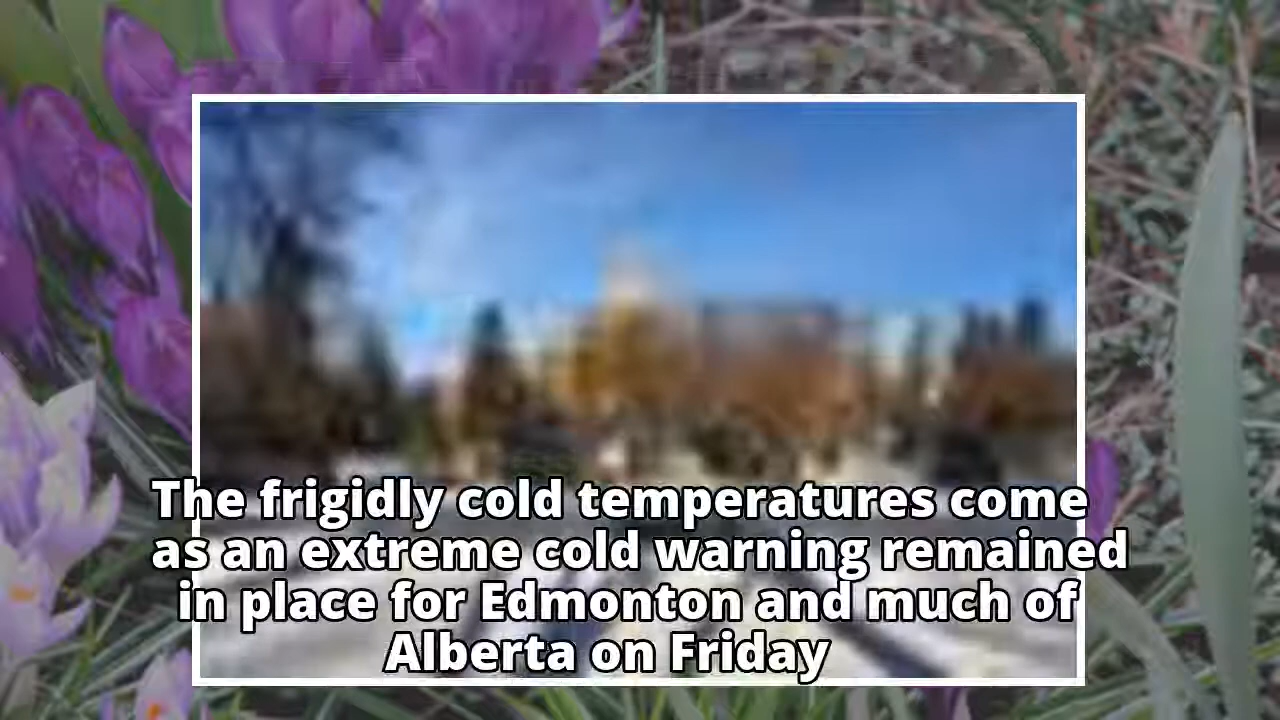 The frigidly cold temperatures come
as an extreme cold warning remained
in place for Edmonton and much of
Alberta on Friday